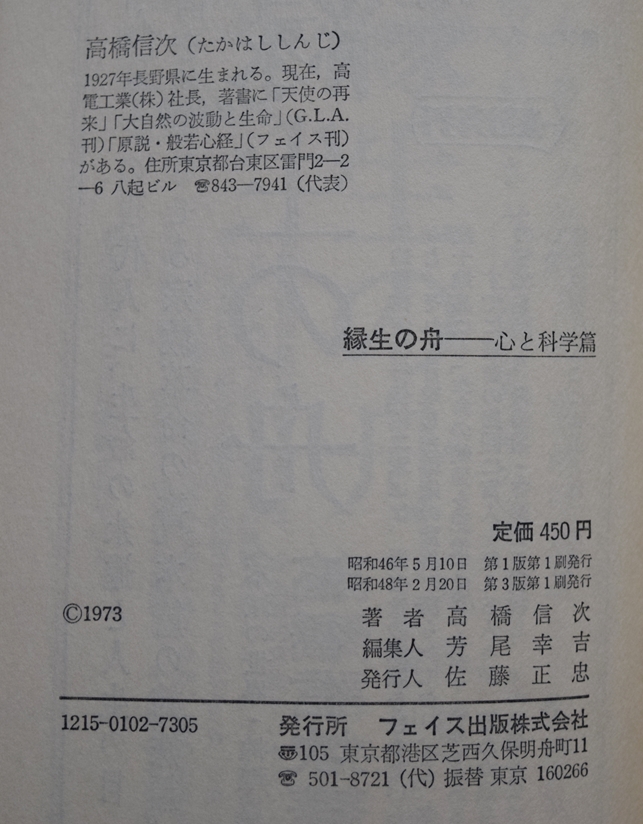 高橋信次(たかはししんじ)
1927年長野県に生まれる。現在,高
電工業(株)社長,著書に「天使の再
来」「大自然の波動と生命」(G.L.A.
刊)「原説・般若心経」(フェイス刊)
がある。住所東京都台東区雷門2―2
―6 八起ビル ☎843―7941(代表)
縁生の舟――心と科学篇
定価 450円
昭和46年5月10日 第1版第1刷発行
昭和48年2月20日 第3版第1刷発行
©1973
著者 高橋信次
編集人 芳尾幸吉
発行人 佐藤正忠
1215-0102-7305
発行所 フェイス出版株式会社
〠105 東京都港区芝西久保明舟町11
☎ 501-8721(代)振替 東京 160266